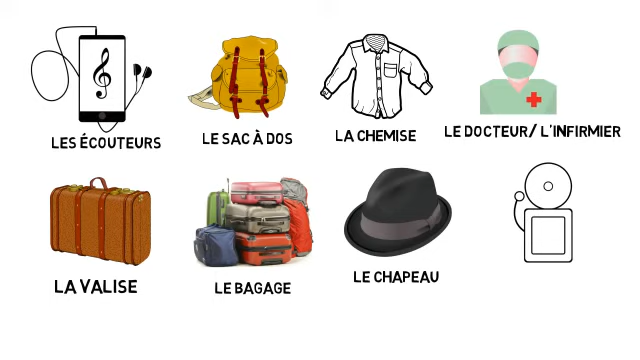 LES ÉCOUTEURS
LE SAC À DOS
LA CHEMISE
LE DOCTEUR/ L'INFIRMIER
LA VALISE
LE BAGAGE
LE CHAPEAU